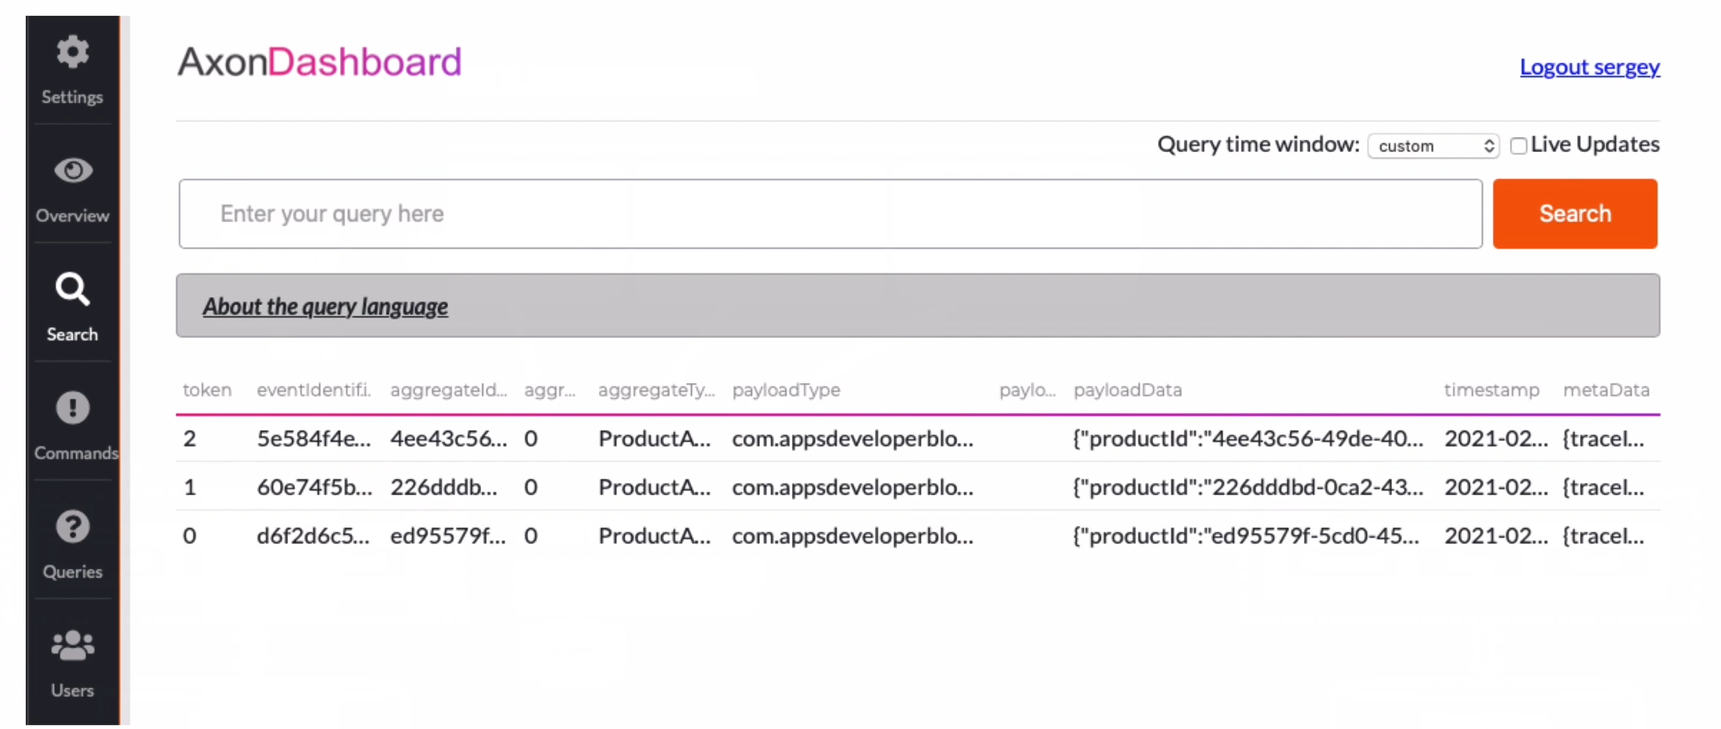 Settings
Overview
Search
Commands
Queries
Users
AxonDashboard
Logout sergey
Query time window: custom Live Updates
Enter your query here
Search
About the query language
token eventIdentifi... aggregateId... aggr... aggregateTy... payloadType paylo... payloadData timestamp metaData
2 5e584f4e... 4ee43c56... 0 ProductA... com.appsdeveloperblo... {"productId":"4ee43c56-49de-40... 2021-02... {traceI...
1 60e74f5b... 226dddb... 0 ProductA... com.appsdeveloperblo... {"productId":"226dddbd-0ca2-43... 2021-02... {traceI...
0 d6f2d6c5... ed95579f... 0 ProductA... com.appsdeveloperblo... {"productId":"ed95579f-5cd0-45... 2021-02... {traceI...